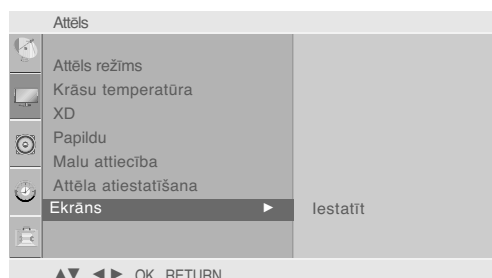 Attēls
Attēls režīms
Krāsu temperatūra
XD
Papildu
Malu attiecība
Attēla atiestatīšana
Ekrāns ► Iestatīt
▲▼ ◄► OK RETURN